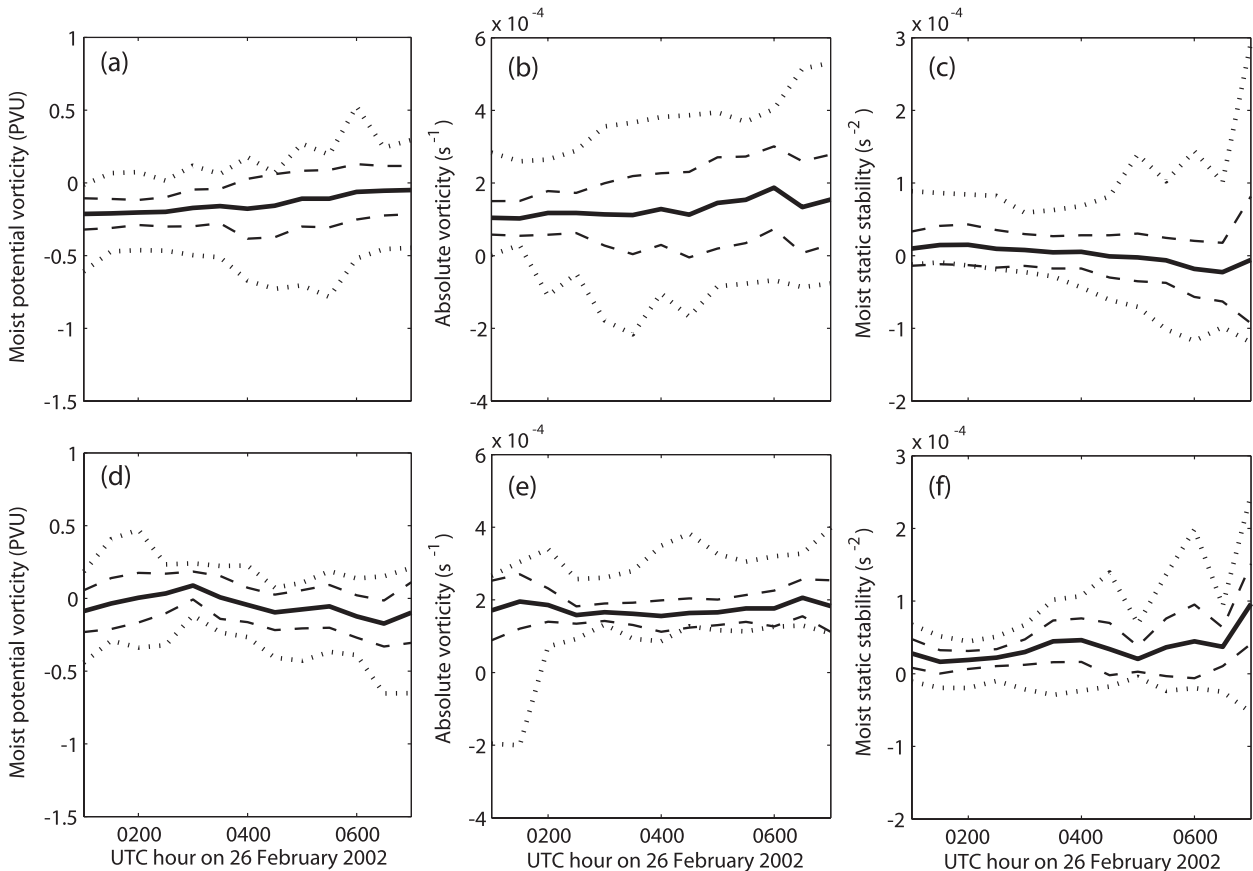 x 10 -4
x 10 -4
(a)
(b)
(c)
1
0.5
0
-0.5
-1
-1.5
Moist potential vorticity (PVU)
6
4
2
0
-2
-4
Absolute vorticity (s -1 )
3
2
1
0
-1
-2
Moist static stability (s -2 )
x 10 -4
x 10 -4
(d)
(e)
(f)
1
0.5
0
-0.5
-1
-1.5
Moist potential vorticity (PVU)
6
4
2
0
-2
-4
Absolute vorticity (s -1 )
3
2
1
0
-1
-2
Moist static stability (s -2 )
0200 0400 0600
UTC hour on 26 February 2002
0200 0400 0600
UTC hour on 26 February 2002
0200 0400 0600
UTC hour on 26 February 2002